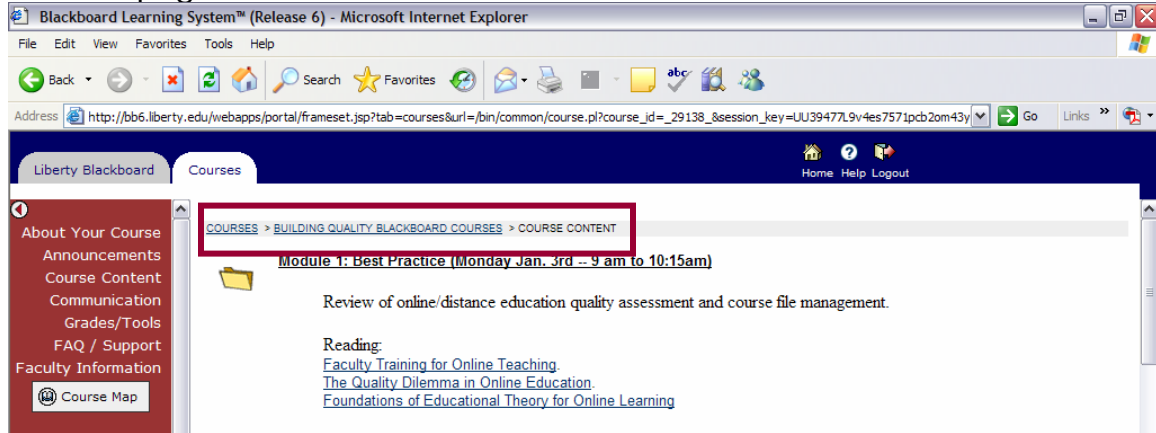 Blackboard Learning System™ (Release 6) - Microsoft Internet Explorer
File Edit View Favorites Tools Help
Back Search Favorites
Address http://bb6.liberty.edu/webapps/portal/frameset.jsp?tab=courses&url=/bin/common/course.pl?course_id=_29138_&session_key=UU39477L9v4es7571pcb2om43y Go Links »
Liberty Blackboard Courses Home Help Logout
COURSES > BUILDING QUALITY BLACKBOARD COURSES > COURSE CONTENT
About Your Course
Announcements
Course Content
Communication
Grades/Tools
FAQ / Support
Faculty Information
Course Map
Module 1: Best Practice (Monday Jan. 3rd -- 9 am to 10:15am)
Review of online/distance education quality assessment and course file management.
Reading:
Faculty Training for Online Teaching.
The Quality Dilemma in Online Education.
Foundations of Educational Theory for Online Learning